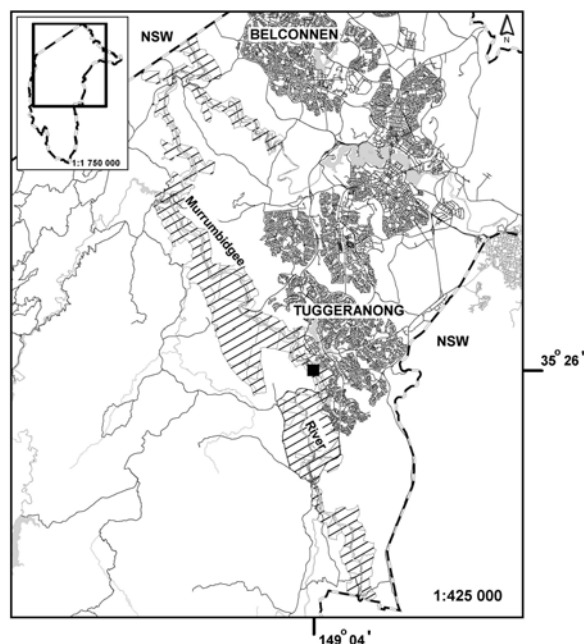 NSW
BELCONNEN
N
1:1 750 000
Murrumbidgee
TUGGERANONG
NSW
35° 26'
River
1:425 000
149° 04'